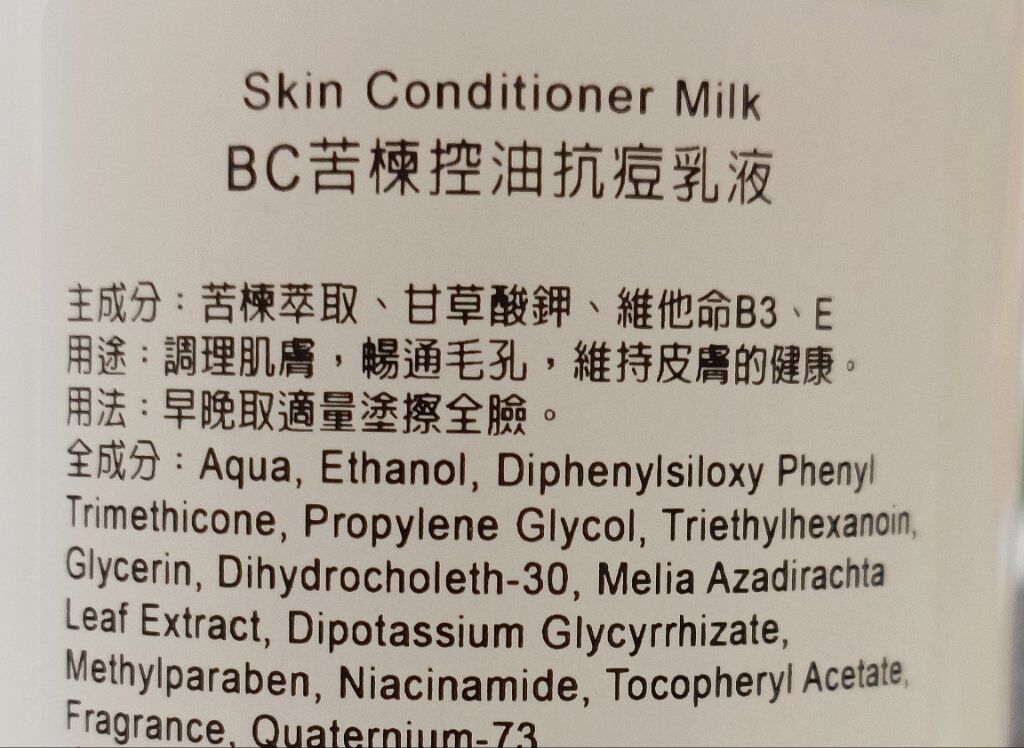 Skin Conditioner Milk
BC苦楝控油抗痘乳液
主成分：苦楝萃取、甘草酸鉀、維他命B3、E
用途：調理肌膚，暢通毛孔，維持皮膚的健康。
用法：早晚取適量塗擦全臉。
全成分：Aqua, Ethanol, Diphenylsiloxy Phenyl
Trimethicone, Propylene Glycol, Triethylhexanoin,
Glycerin, Dihydrocholeth-30, Melia Azadirachta
Leaf Extract, Dipotassium Glycyrrhizate,
Methylparaben, Niacinamide, Tocopheryl Acetate,
Fragrance, Quaternium-73